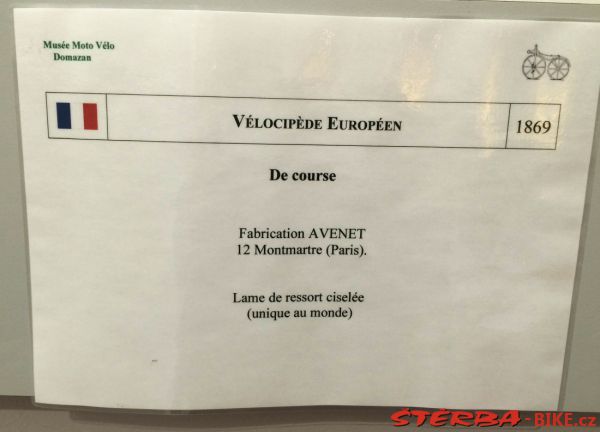 Musée Moto Vélo
Domazan
VÉLOCIPÈDE EUROPÉEN
1869
De course
Fabrication AVENET
12 Montmartre (Paris).
Lame de ressort ciselée
(unique au monde)
ŠTĚRBA-BIKE.cz